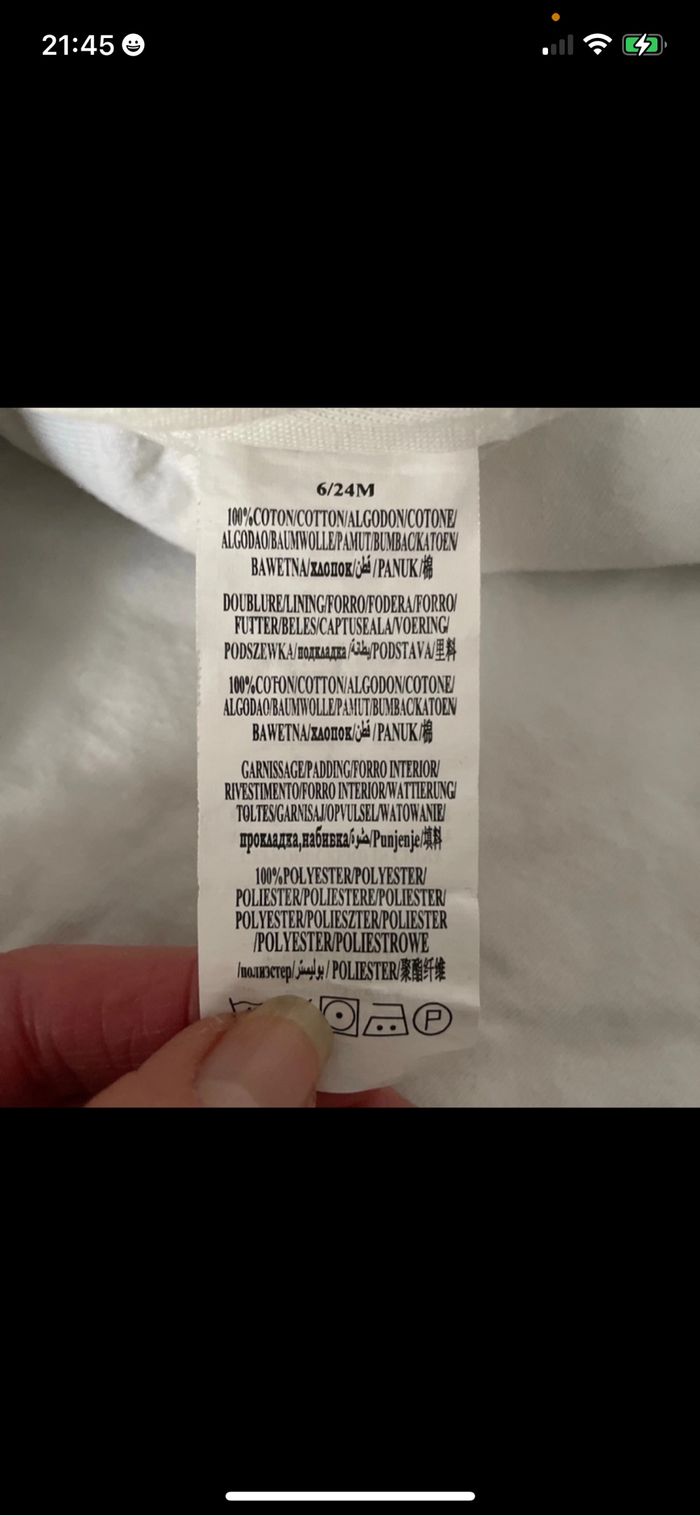 21:45
6/24M
100%COTON/COTTON/ALGODON/COTONE/
ALGODAO/BAUMWOLLE/PAMUT/BUMBAC/KATOEN/
BAWETNA/хлопок/قطن/PANUK/棉
DOUBLURE/LINING/FORRO/FODERA/FORRO/
FUTTER/BELES/CAPTUSEALA/VOERING/
PODSZEWKA/подкладка/بطانة/PODSTAVA/里料
100%COTON/COTTON/ALGODON/COTONE/
ALGODAO/BAUMWOLLE/PAMUT/BUMBAC/KATOEN/
BAWETNA/хлопок/قطن/PANUK/棉
GARNISSAGE/PADDING/FORRO INTERIOR/
RIVESTIMENTO/FORRO INTERIOR/WATTIERUNG/
TOLTES/GARNISAJ/OPVULSEL/WATOWANIE/
прокладка,набивка/حشوة/Punjenje/填料
100%POLYESTER/POLYESTER/
POLIESTER/POLIESTERE/POLIESTER/
POLYESTER/POLIESZTER/POLIESTER
/POLYESTER/POLIESTROWE
/полиэстер/بوليستر/POLIESTER/聚酯纤维
P